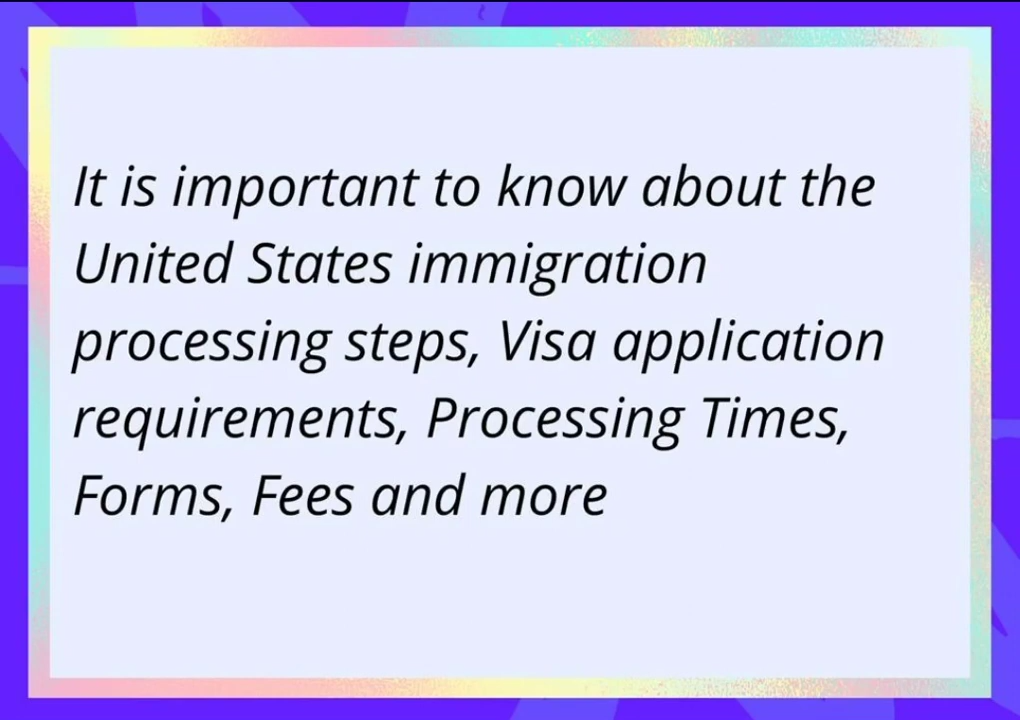 It is important to know about the
United States immigration
processing steps, Visa application
requirements, Processing Times,
Forms, Fees and more